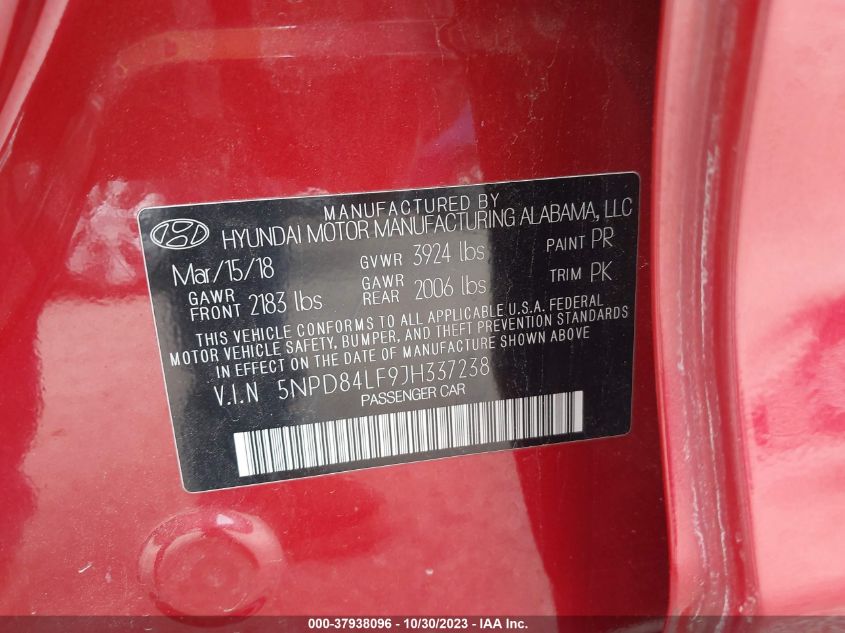 MANUFACTURED BY
HYUNDAI MOTOR MANUFACTURING ALABAMA, LLC
Mar/15/18 GVWR 3924 lbs PAINT PR
GAWR FRONT 2183 lbs GAWR REAR 2006 lbs TRIM PK
THIS VEHICLE CONFORMS TO ALL APPLICABLE U.S.A. FEDERAL
MOTOR VEHICLE SAFETY, BUMPER, AND THEFT PREVENTION STANDARDS
IN EFFECT ON THE DATE OF MANUFACTURE SHOWN ABOVE
V.I.N 5NPD84LF9JH337238
PASSENGER CAR
000-37938096 - 10/30/2023 - IAA Inc.